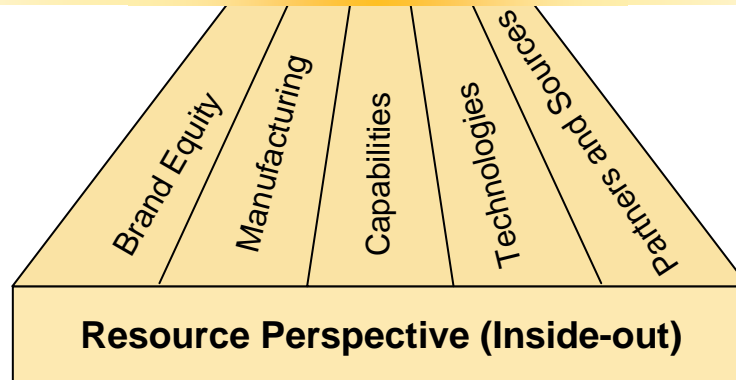 Brand Equity
Manufacturing
Capabilities
Technologies
Partners and Sources
Resource Perspective (Inside-out)